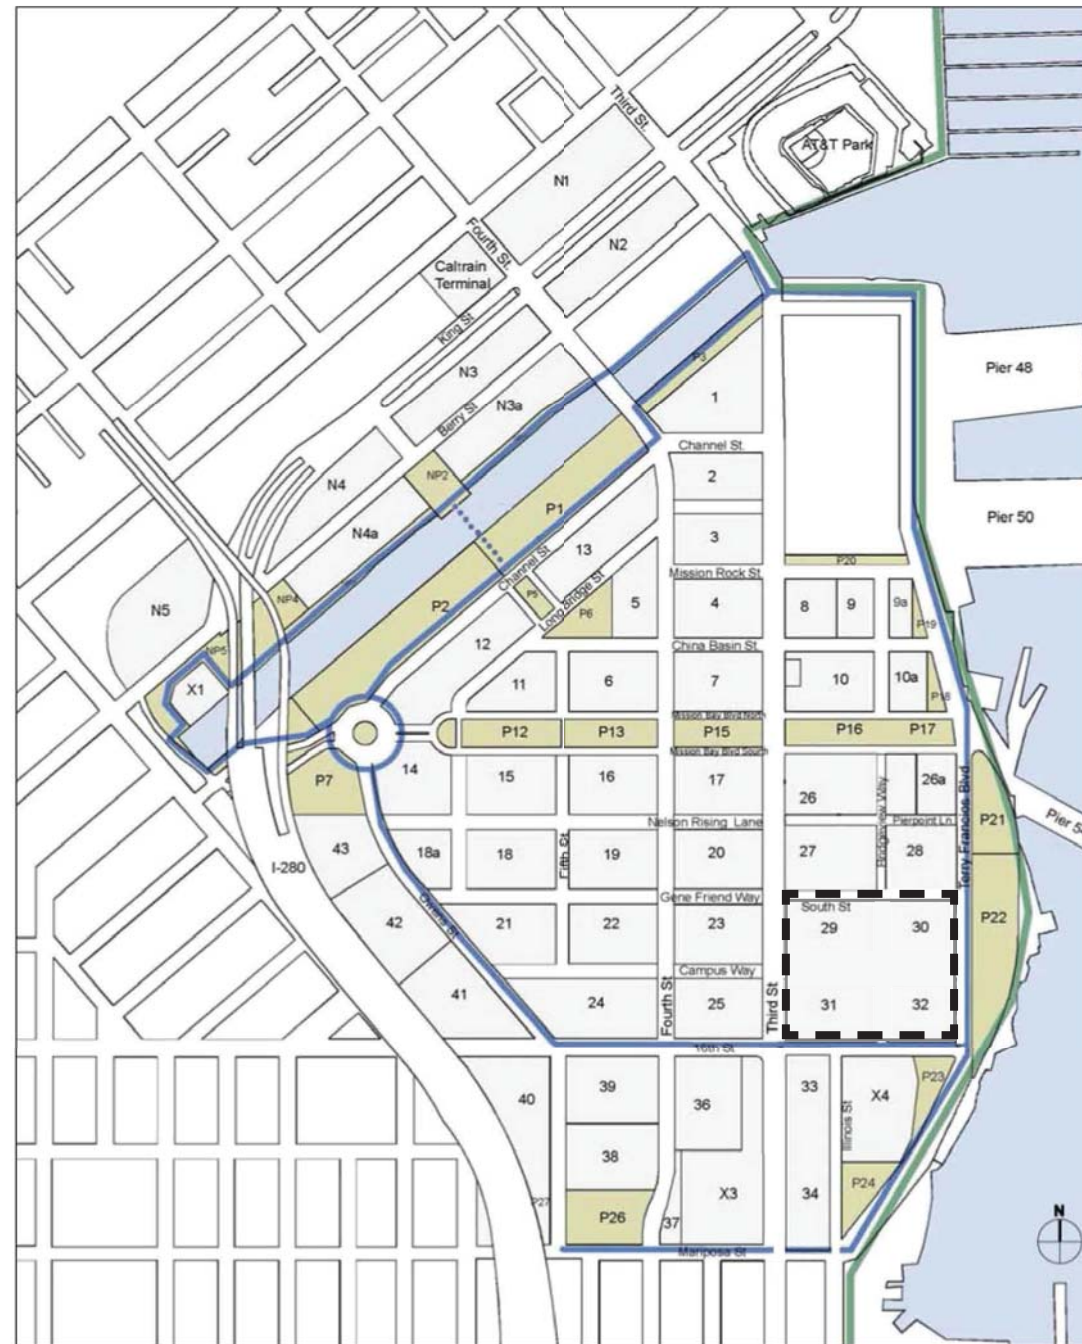 Third St.
AT&T Park
N1
Fourth St.
N2
Caltrain
Terminal
King St
P3
Pier 48
N3
1
N3a
Berry St
Channel St.
NP2
2
N4
P1
Pier 50
N4a
3
13
Channel St
P20
Mission Rock St.
P5
Long Bridge St
NP4
P2
P6
5
4
8
9
9a
P19
N5
12
China Basin St.
NP5
X1
11
6
7
10
10a
P18
Mission Bay Blvd North
P12
P13
P15
P16
P17
Mission Bay Blvd South
P7
14
15
16
17
26
26a
Bridgeview Way
Terry Francios Blvd
P21
Nelson Rising Lane
Pierpoint Ln.
43
18a
18
Fifth St
19
20
27
28
I-280
Gene Friend Way
South St
42
Owens St
21
22
23
29
30
P22
Campus Way
41
24
Fourth St
25
Third St
31
32
16th St
39
36
33
X4
P23
40
Illinois St
38
P24
P27
P26
37
X3
34
Mariposa St
N